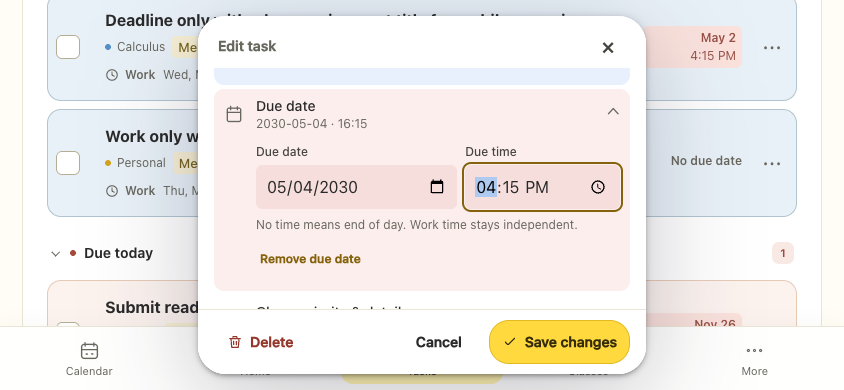 Deadline only
Edit task
May 2
Calculus
4:15 PM
Work Wed,
Due date
2030-05-04 · 16:15
Due date Due time
05/04/2030 04:15 PM
Work only
No due date
Personal
Work Thu,
No time means end of day. Work time stays independent.
Remove due date
Due today
1
Submit read
Nov 26
Delete Cancel Save changes
Calendar
More